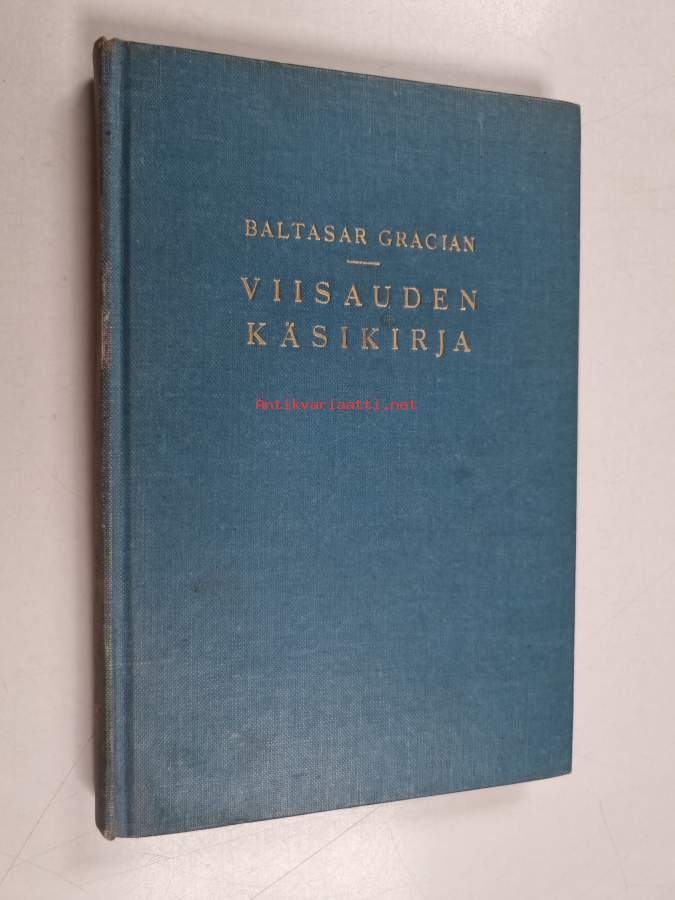 BALTASAR GRACIAN
VIISAUDEN
KÄSIKIRJA
Antikvariaatti.net